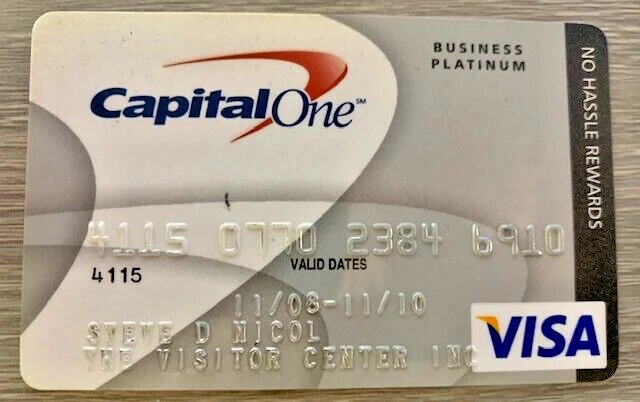 BUSINESS
PLATINUM
NO HASSLE REWARDS
CapitalOne℠
4115 0770 2384 6910
4115
VALID DATES
11/08-11/10
STEVE D NICOL
THE VISITOR CENTER INC
VISA